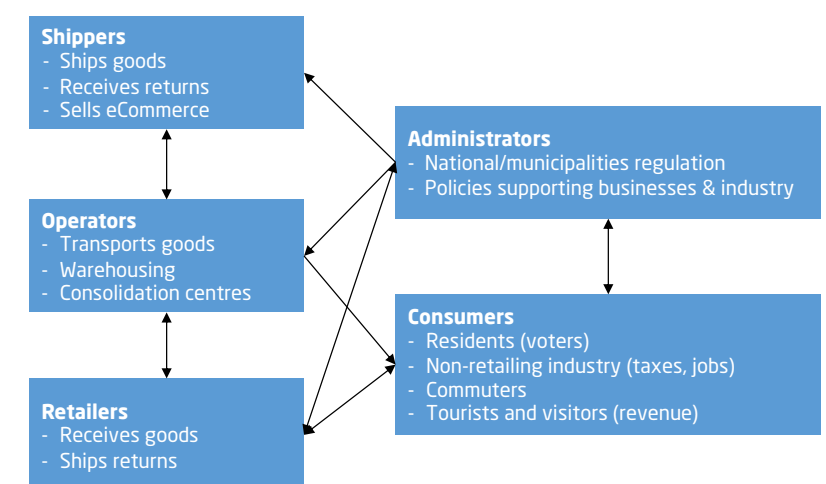 Shippers
- Ships goods
- Receives returns
- Sells eCommerce
Administrators
- National/municipalities regulation
- Policies supporting businesses & industry
Operators
- Transports goods
- Warehousing
- Consolidation centres
Consumers
- Residents (voters)
- Non-retailing industry (taxes, jobs)
- Commuters
- Tourists and visitors (revenue)
Retailers
- Receives goods
- Ships returns